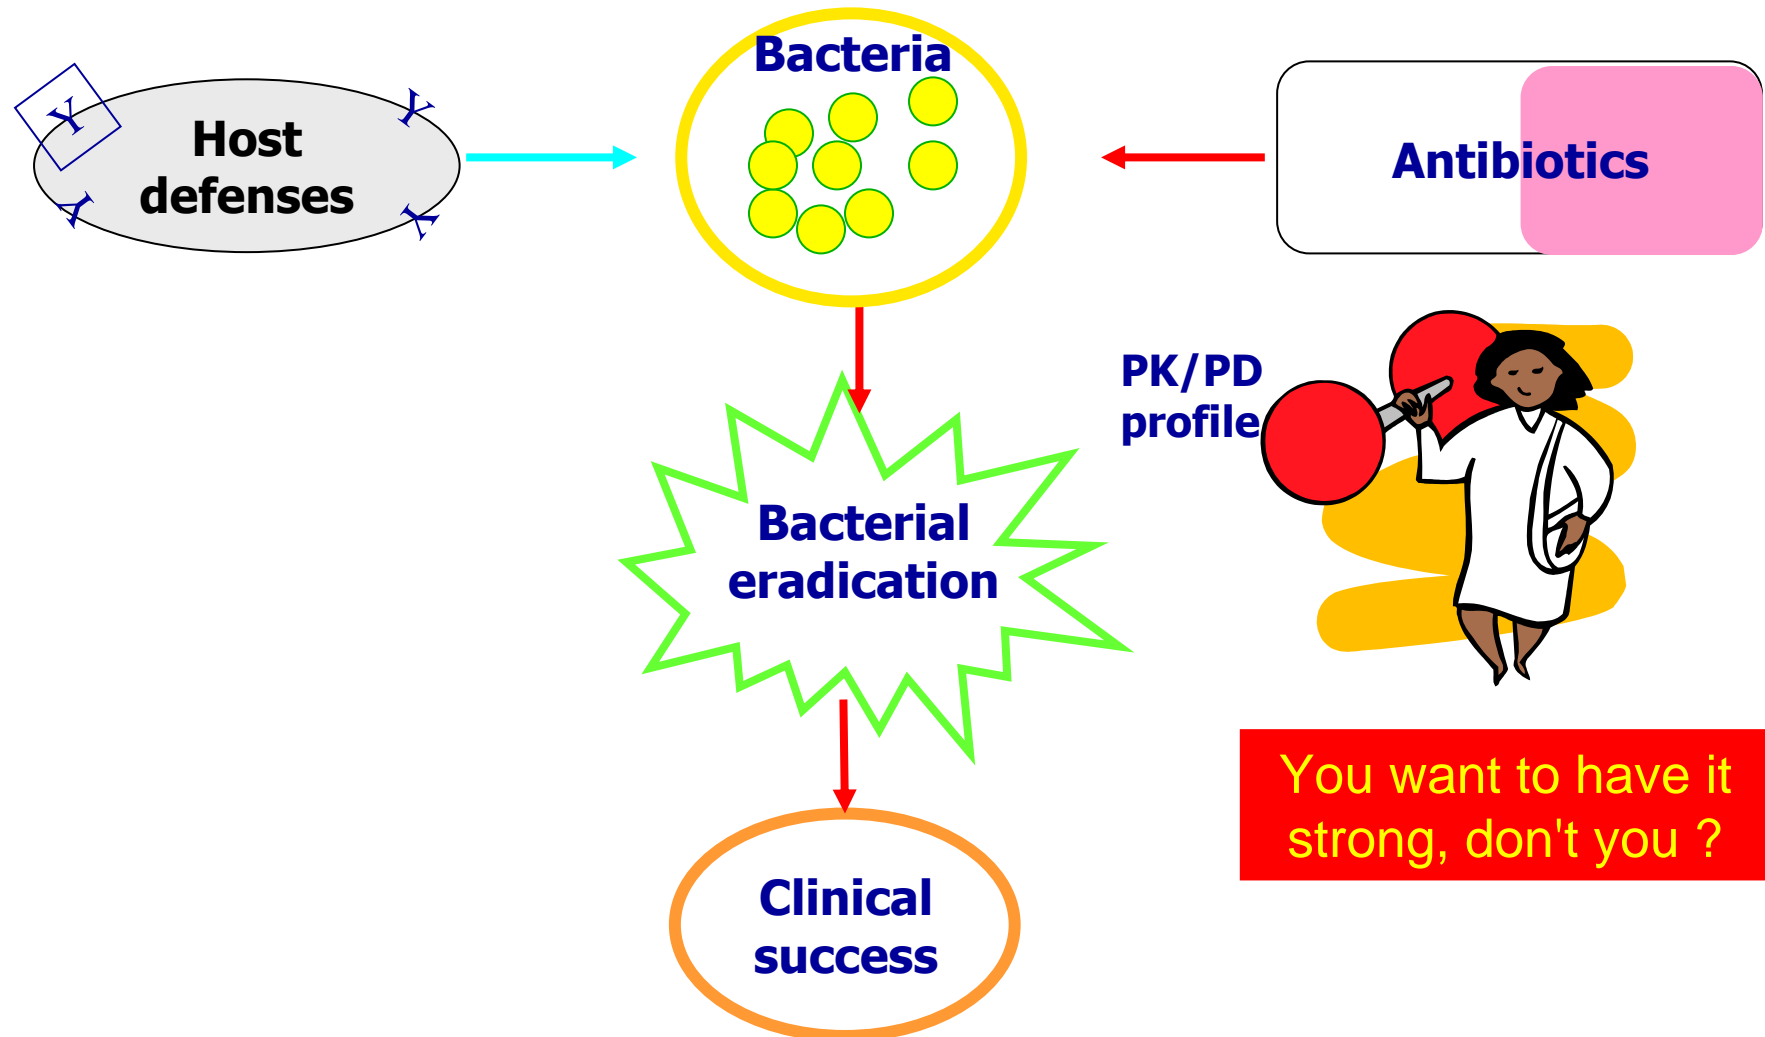 Bacteria
Y
Y
Host
defenses
Y
Y
Antibiotics
PK/PD
profile
Bacterial
eradication
You want to have it
strong, don't you ?
Clinical
success